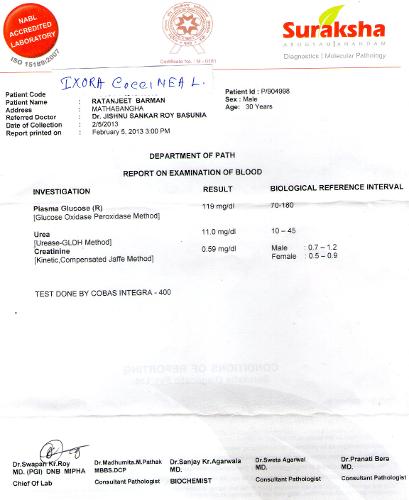 NABL
ACCREDITED
LABORATORY
ISO 15189:2007
Certificate No. : M - 0161
Suraksha
Diagnostics | Molecular Pathology
IXORA COCCINEA L.
Patient Code
Patient Name : RATANJEET BARMAN
Address MATHABANGHA
Referred Doctor : Dr. JISHNU SANKAR ROY BASUNIA
Date of Collection : 2/5/2013
Report printed on : February 5, 2013 3:00 PM
Patient Id : P/904998
Sex : Male
Age: 30 Years
DEPARTMENT OF PATH
REPORT ON EXAMINATION OF BLOOD
INVESTIGATION RESULT BIOLOGICAL REFERENCE INTERVAL
Plasma Glucose (R) 119 mg/dl 70-160
[Glucose Oxidase Peroxidase Method]
Urea 11.0 mg/dl 10 – 45
[Urease-GLDH Method]
Creatinine 0.59 mg/dl Male : 0.7 – 1.2
[Kinetic,Compensated Jaffe Method] Female : 0.5 – 0.9
TEST DONE BY COBAS INTEGRA - 400
CONDITIONS OF REPORTING
Dr.Swapan Kr.Roy
MD. (PGI) DNB MIPHA
Chief Of Lab
Dr.Madhumita.M.Pathak
MBBS.DCP
Consultant Pathologist
Dr.Sanjay Kr.Agarwala
MD.
BIOCHEMIST
Dr.Sweta Agarwal
MD.
Consultant Pathologist
Dr.Pranati Bera
MD.
Consultant Pathologist